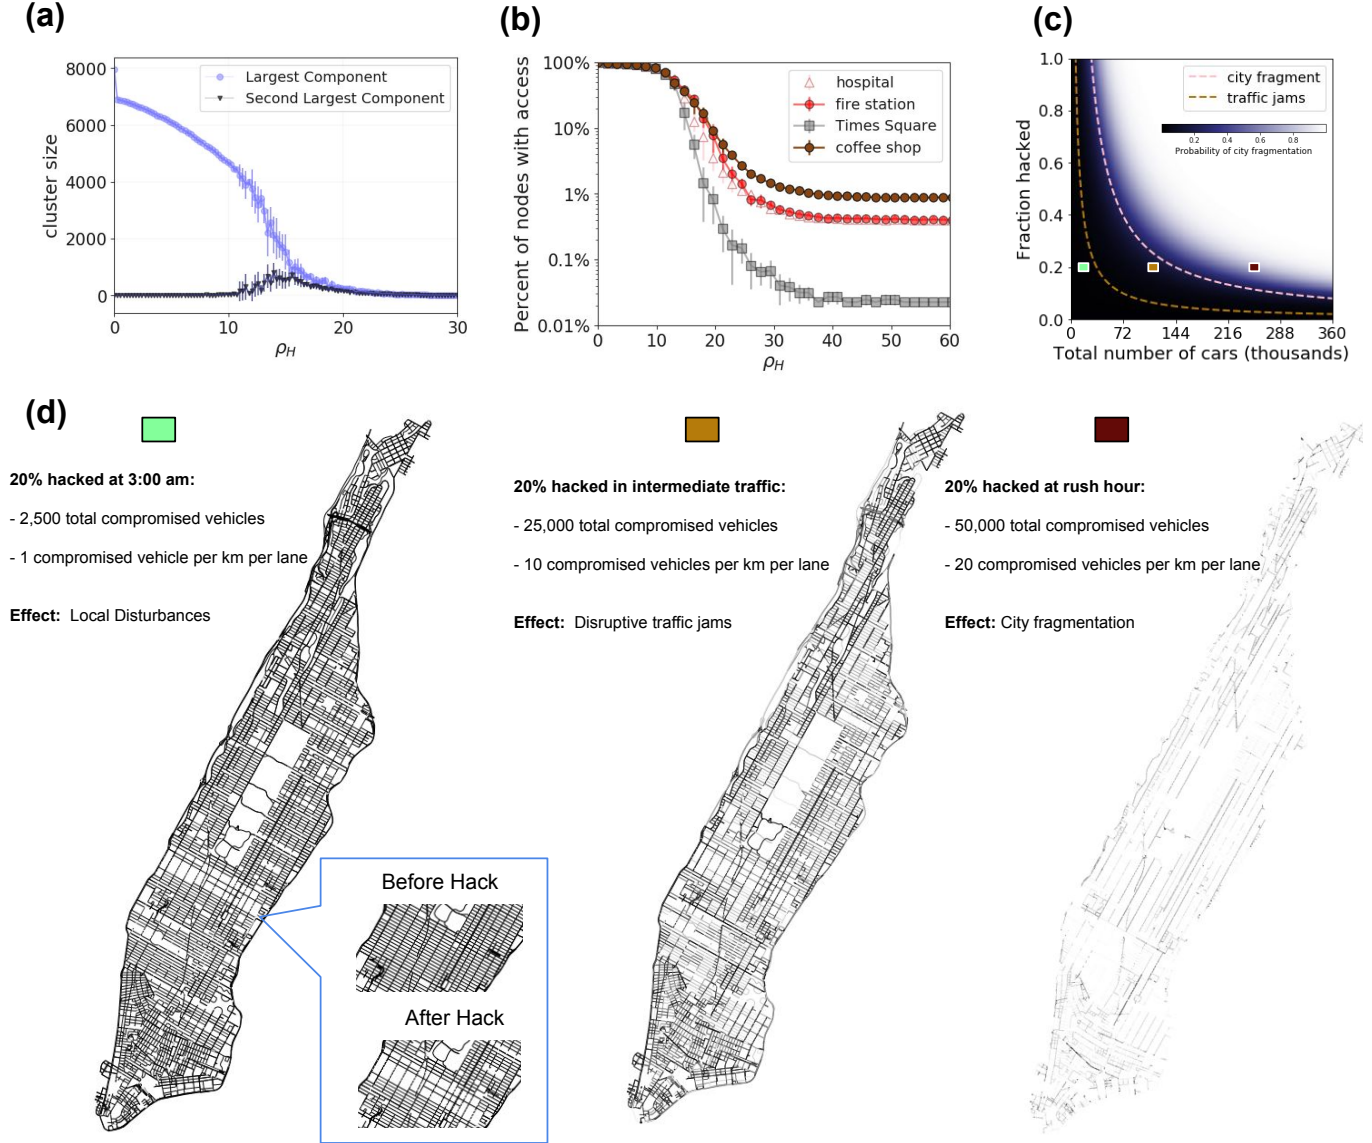 (a)
8000
6000
4000
2000
0
cluster size
Largest Component
Second Largest Component
0 10 20 30
ρH
(b)
100%
10%
1%
0.1%
0.01%
Percent of nodes with access
hospital
fire station
Times Square
coffee shop
0 10 20 30 40 50 60
ρH
(c)
1.0
0.8
0.6
0.4
0.2
0.0
Fraction hacked
city fragment
traffic jams
0.2 0.4 0.6 0.8
Probability of city fragmentation
0 72 144 216 288 360
Total number of cars (thousands)
(d)
20% hacked at 3:00 am:
- 2,500 total compromised vehicles
- 1 compromised vehicle per km per lane
Effect: Local Disturbances
Before Hack
After Hack
20% hacked in intermediate traffic:
- 25,000 total compromised vehicles
- 10 compromised vehicles per km per lane
Effect: Disruptive traffic jams
20% hacked at rush hour:
- 50,000 total compromised vehicles
- 20 compromised vehicles per km per lane
Effect: City fragmentation